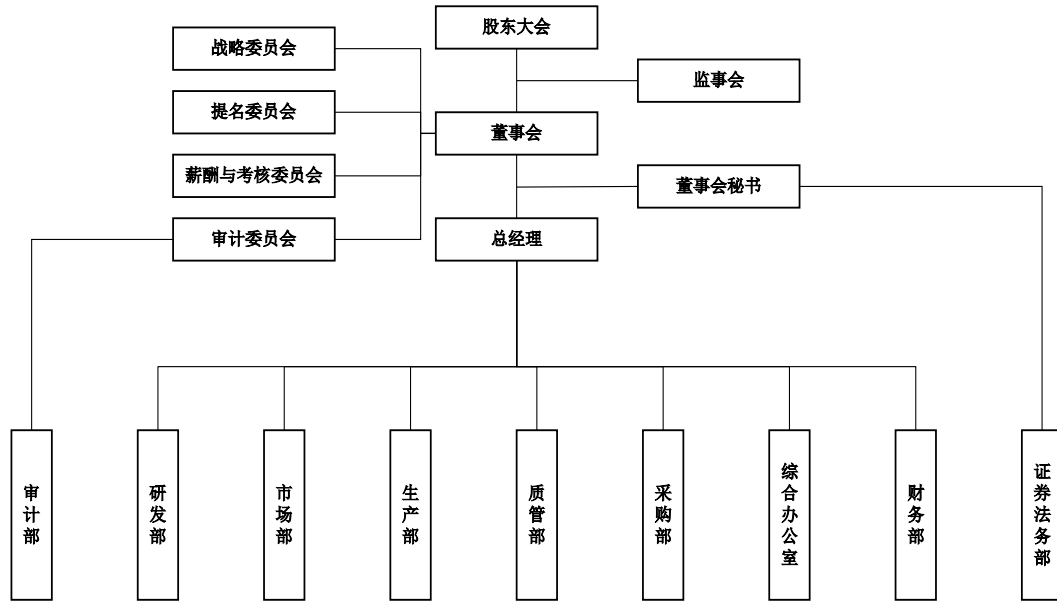 股东大会
战略委员会
监事会
提名委员会
董事会
薪酬与考核委员会
董事会秘书
审计委员会
总经理
审计部
研发部
市场部
生产部
质管部
采购部
综合办公室
财务部
证券法务部